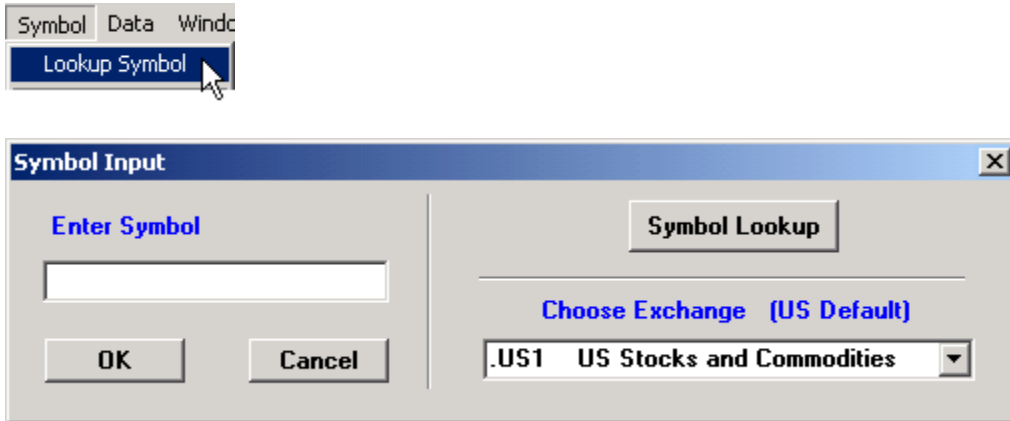 Symbol Data Windo
Lookup Symbol
Symbol Input
Enter Symbol
Symbol Lookup
Choose Exchange (US Default)
OK Cancel
.US1 US Stocks and Commodities